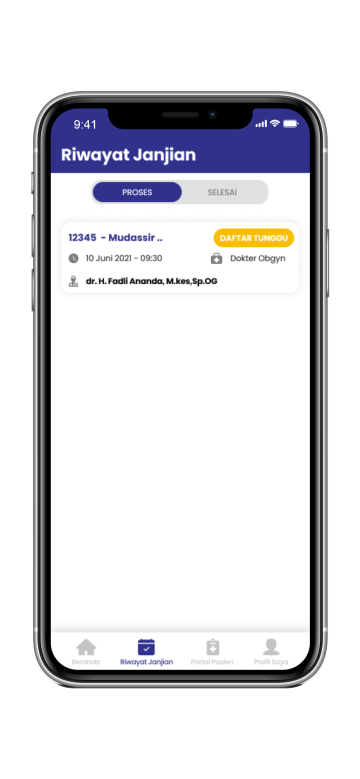 9:41
Riwayat Janjian
PROSES SELESAI
12345 - Mudassir .. DAFTAR TUNGGU
10 Juni 2021 - 09:30 Dokter Obgyn
dr. H. Fadli Ananda, M.kes,Sp.OG
Beranda Riwayat Janjian Portal Pasien Profil Saya